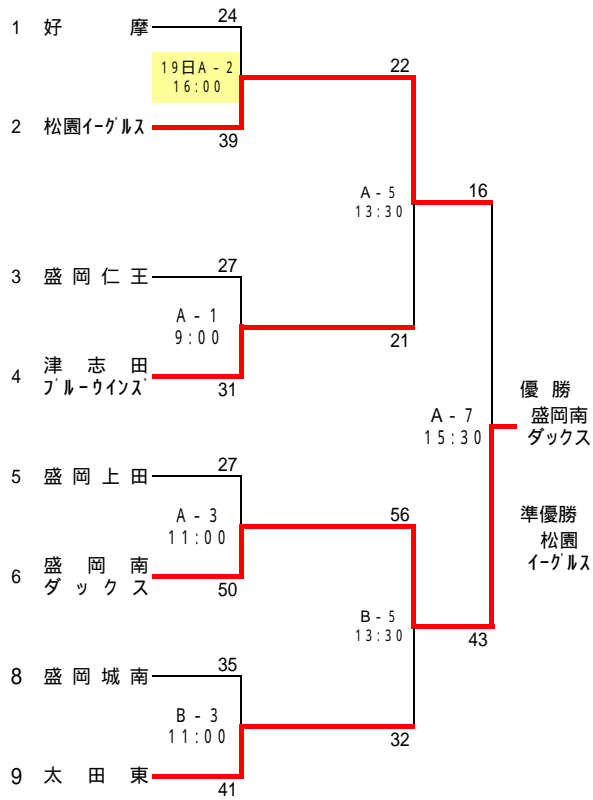 24
1 好 摩
19日A-2
16:00
22
2 松園イーグルス
39
A-5
13:30
16
27
3 盛岡仁王
A-1
9:00
21
4 津志田
ブルーウインズ
31
優勝
盛岡南
ダックス
A-7
15:30
27
5 盛岡上田
A-3
11:00
56
準優勝
松園
イーグルス
6 盛岡南
ダックス
50
B-5
13:30
43
35
8 盛岡城南
B-3
11:00
32
9 太田東
41